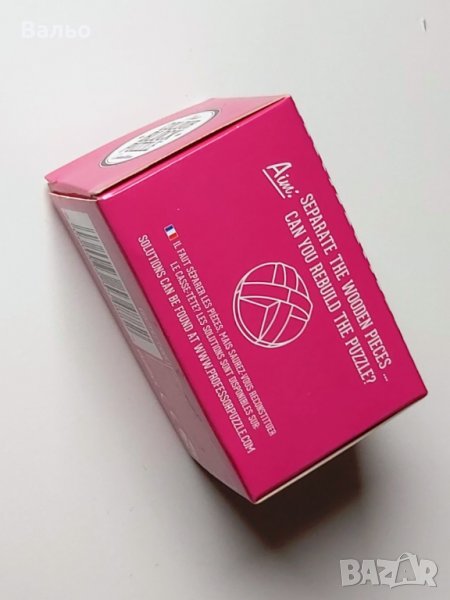 Вальо
Aim:
SEPARATE THE WOODEN PIECES ...
CAN YOU REBUILD THE PUZZLE?
IL FAUT SÉPARER LES PIÈCES, MAIS SAUREZ-VOUS RECONSTITUER
LE CASSE-TÊTE? LES SOLUTIONS SONT DISPONIBLES SUR:
SOLUTIONS CAN BE FOUND AT WWW.PROFESSORPUZZLE.COM
BAZAR